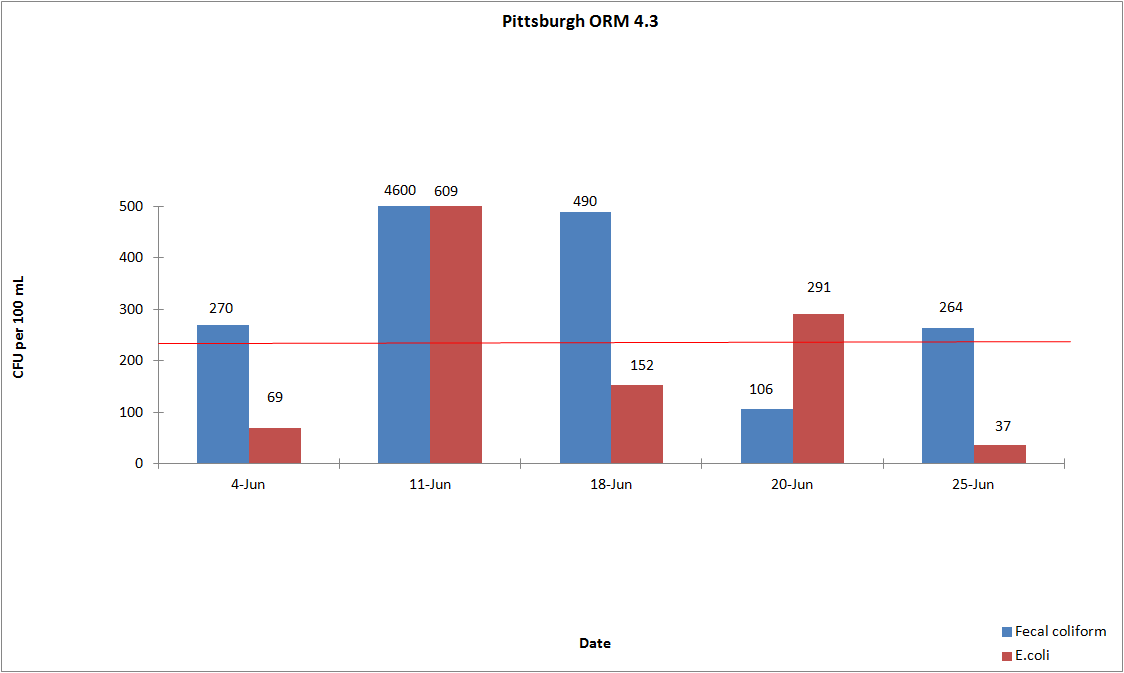 Pittsburgh ORM 4.3
CFU per 100 mL
500
400
300
200
100
0
270
69
4600
609
490
152
106
291
264
37
4-Jun
11-Jun
18-Jun
20-Jun
25-Jun
Date
Fecal coliform
E.coli